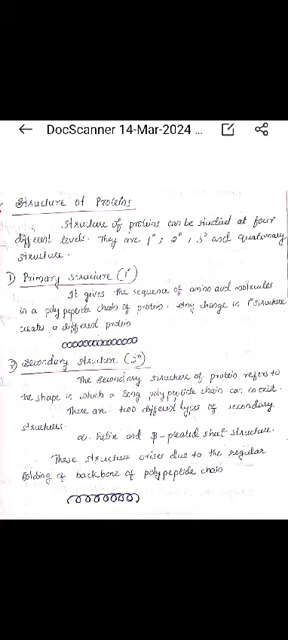 DocScanner 14-Mar-2024 ...
Structure of Proteins
Structure of proteins can be studied at four
different levels. They are 1°, 2°, 3° and quaternary
structure.
1) Primary structure (1°)
It gives the sequence of amino acid molecules
in a poly peptide chain of protein. Any change in 1° structure
creates a different protein
Secondary structure (2°)
The secondary structure of protein refers to
the shape in which a long polypeptide chain can exist.
There are two different types of secondary
structures.
α-helix and β-pleated sheet structure.
These structure arises due to the regular
folding of backbone of polypeptide chain